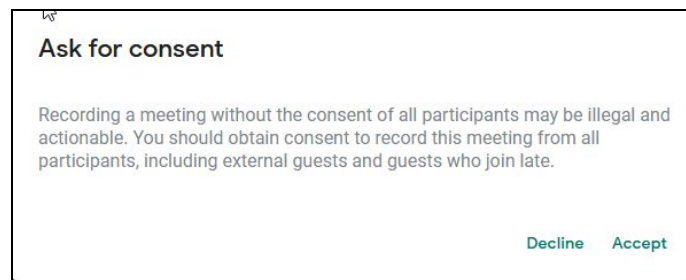 Ask for consent
Recording a meeting without the consent of all participants may be illegal and
actionable. You should obtain consent to record this meeting from all
participants, including external guests and guests who join late.
Decline Accept